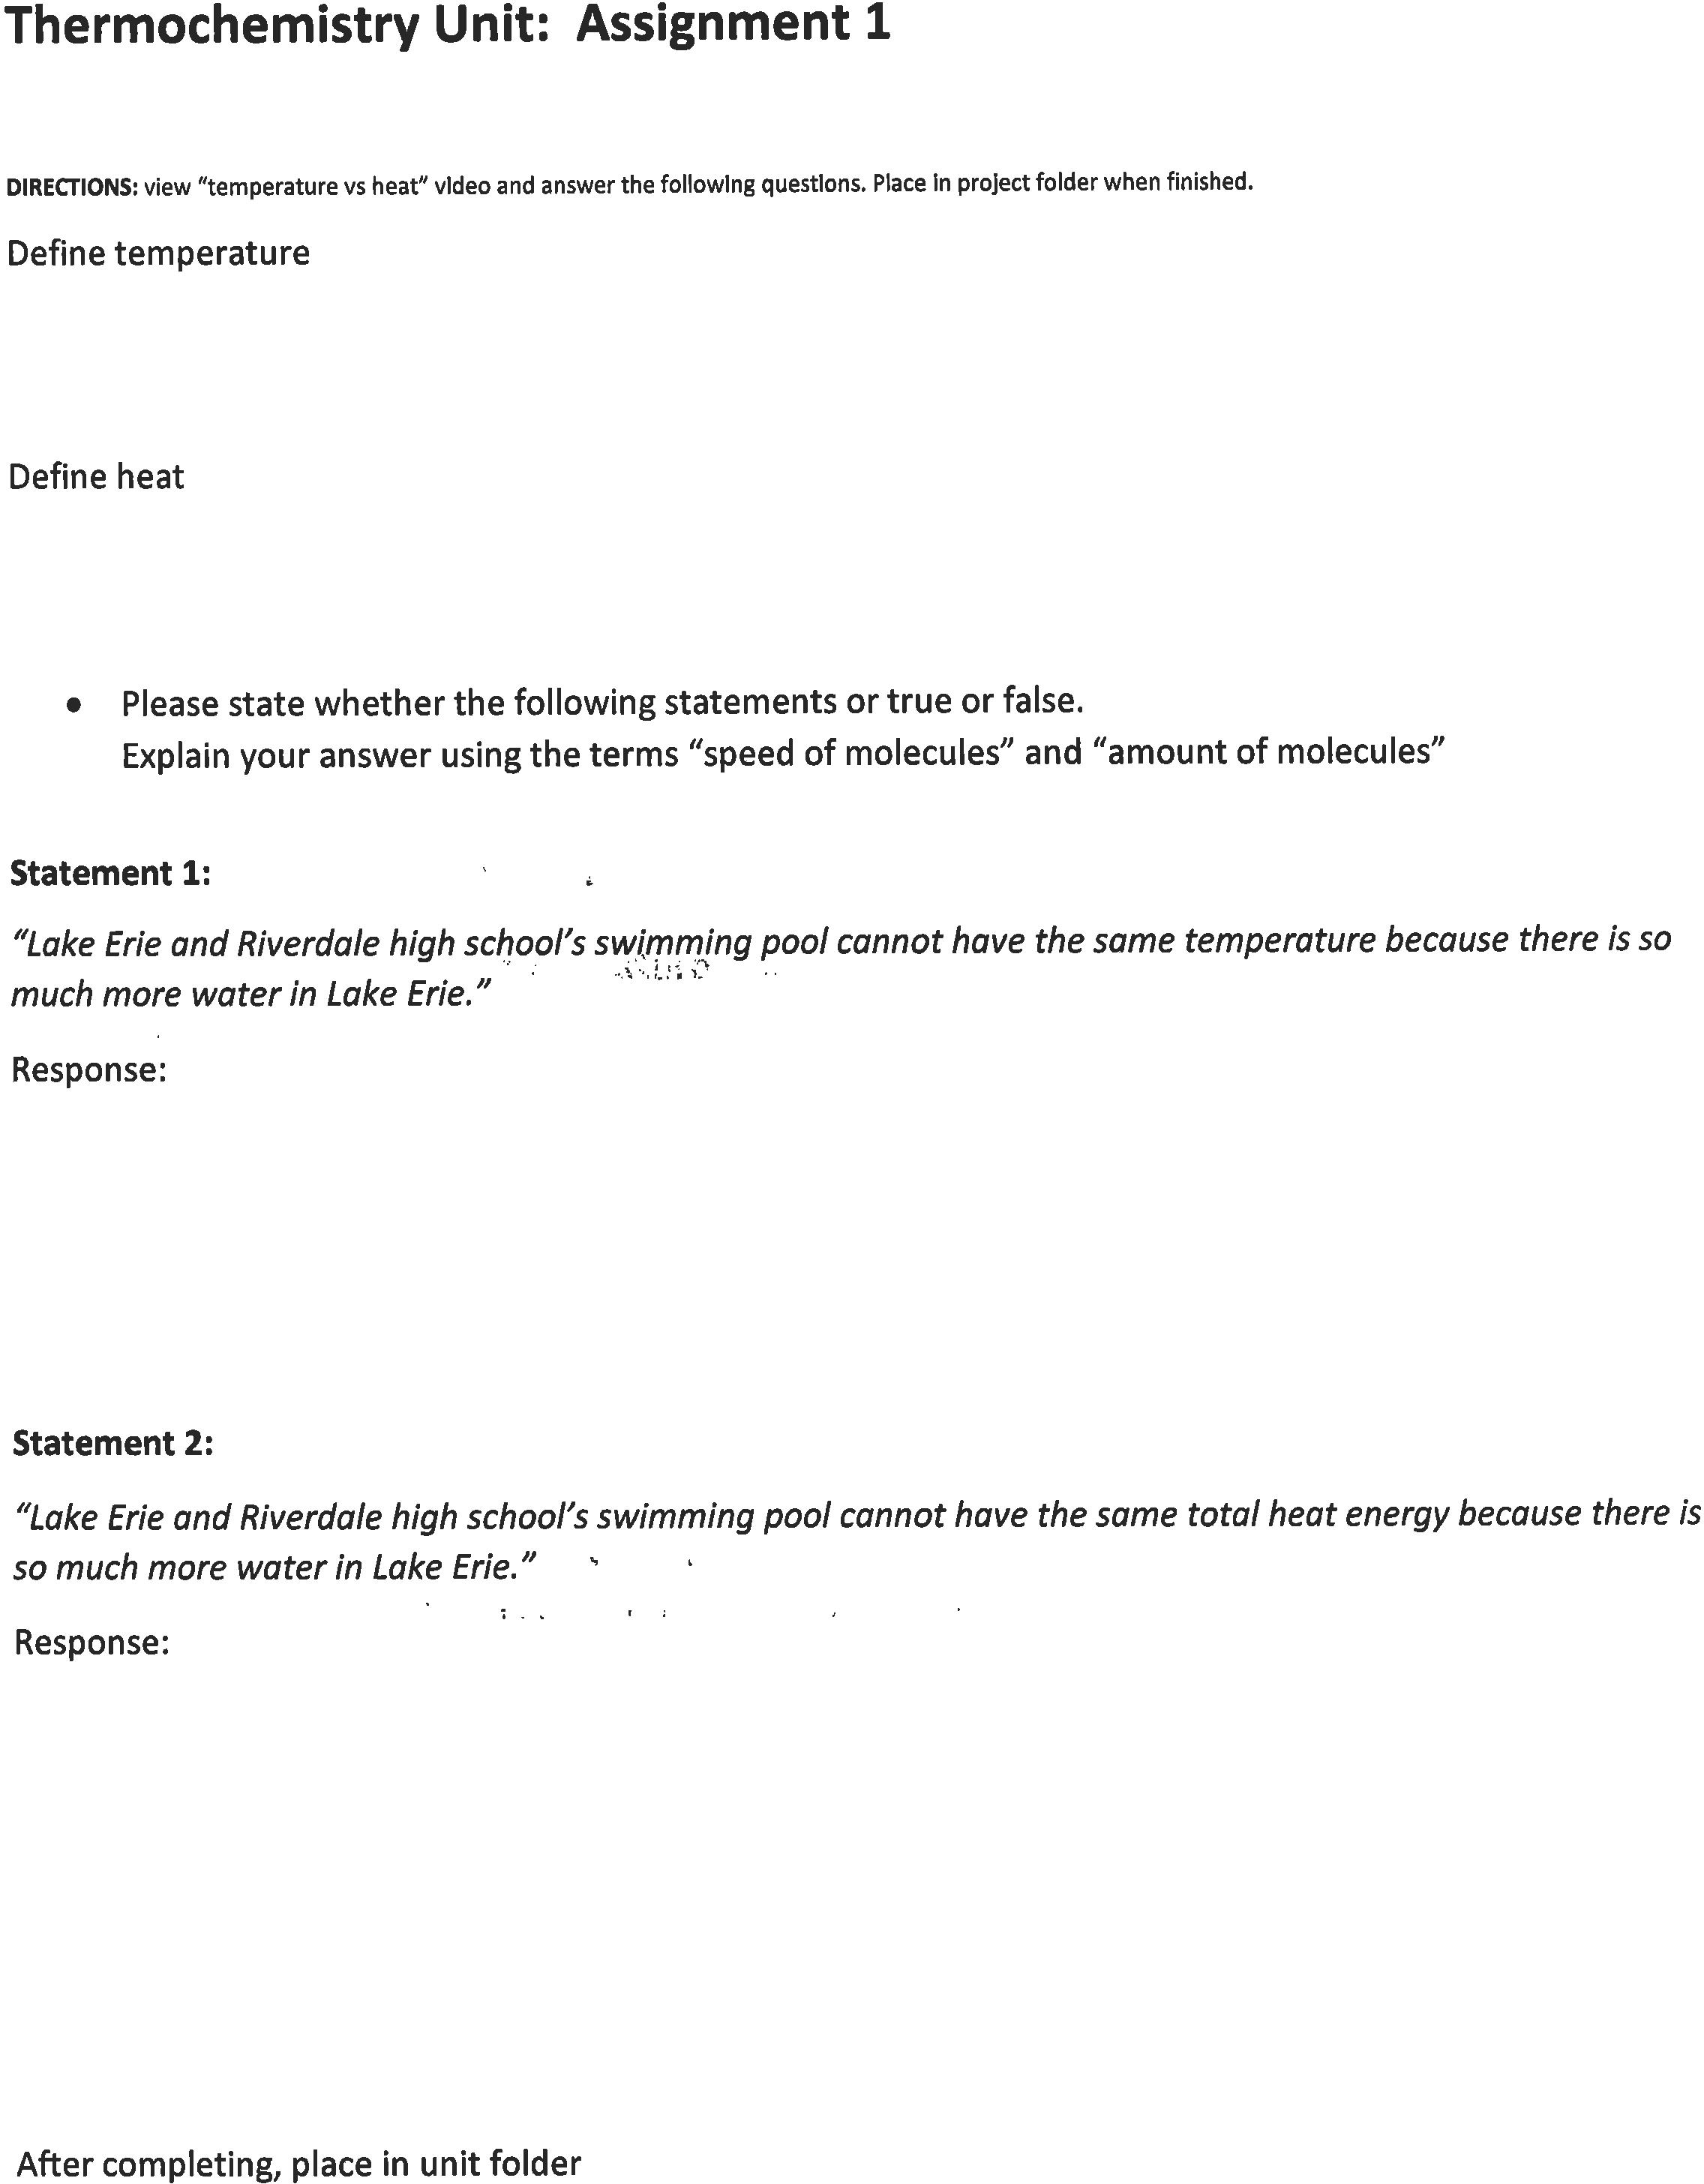 Thermochemistry Unit: Assignment 1
DIRECTIONS: view "temperature vs heat" video and answer the following questions. Place in project folder when finished.
Define temperature
Define heat
• Please state whether the following statements or true or false.
Explain your answer using the terms "speed of molecules" and "amount of molecules"
Statement 1:
"Lake Erie and Riverdale high school's swimming pool cannot have the same temperature because there is so
much more water in Lake Erie."
Response:
Statement 2:
"Lake Erie and Riverdale high school's swimming pool cannot have the same total heat energy because there is
so much more water in Lake Erie."
Response:
After completing, place in unit folder